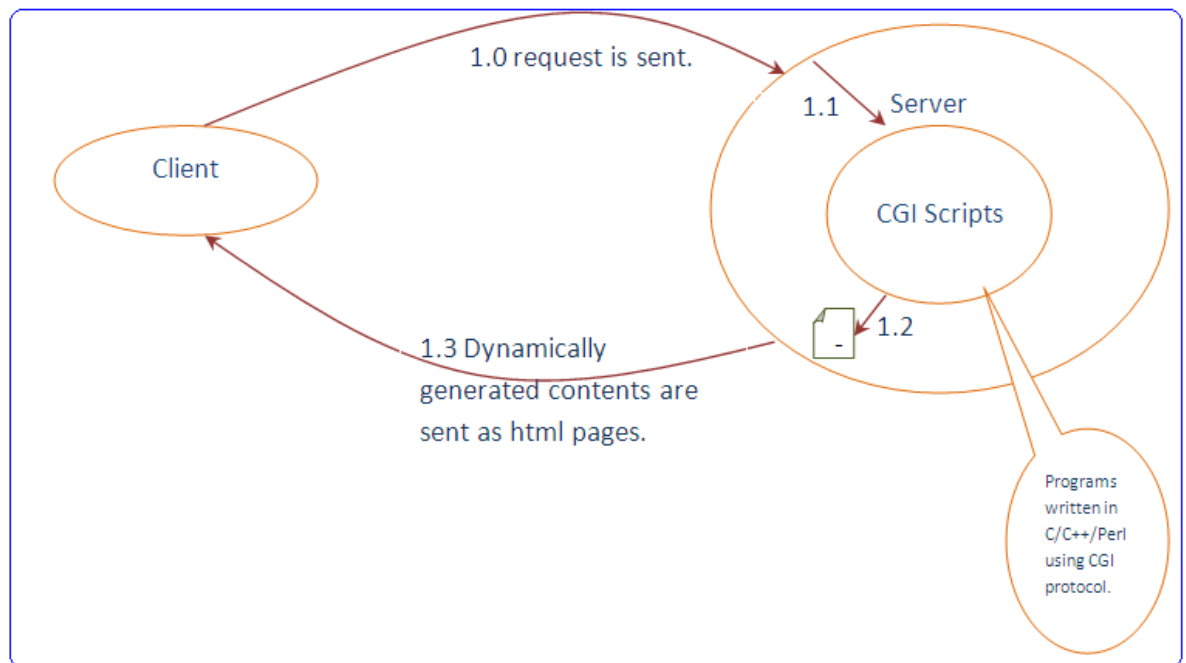 1.0 request is sent.
1.1
Server
Client
CGI Scripts
1.2
-
1.3 Dynamically
generated contents are
sent as html pages.
Programs
written in
C/C++/Perl
using CGI
protocol.